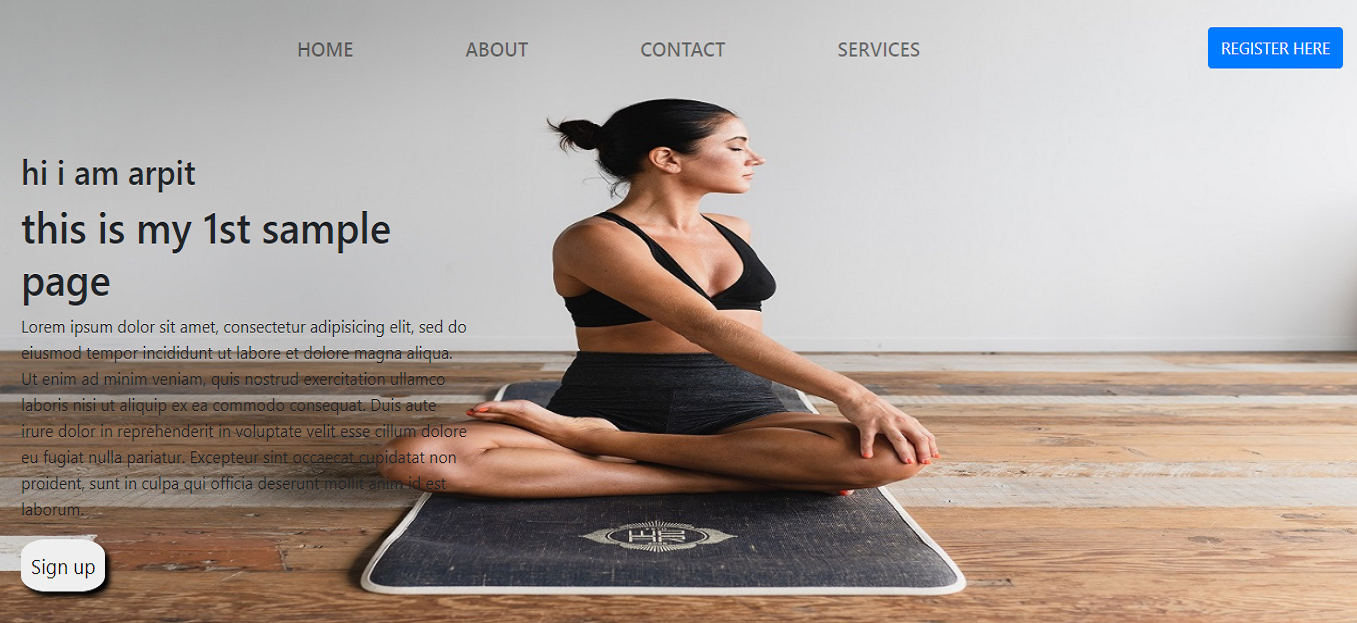 HOME ABOUT CONTACT SERVICES REGISTER HERE
hi i am arpit
this is my 1st sample
page
Lorem ipsum dolor sit amet, consectetur adipisicing elit, sed do
eiusmod tempor incididunt ut labore et dolore magna aliqua.
Ut enim ad minim veniam, quis nostrud exercitation ullamco
laboris nisi ut aliquip ex ea commodo consequat. Duis aute
irure dolor in reprehenderit in voluptate velit esse cillum dolore
eu fugiat nulla pariatur. Excepteur sint occaecat cupidatat non
proident, sunt in culpa qui officia deserunt mollit anim id est
laborum.
Sign up